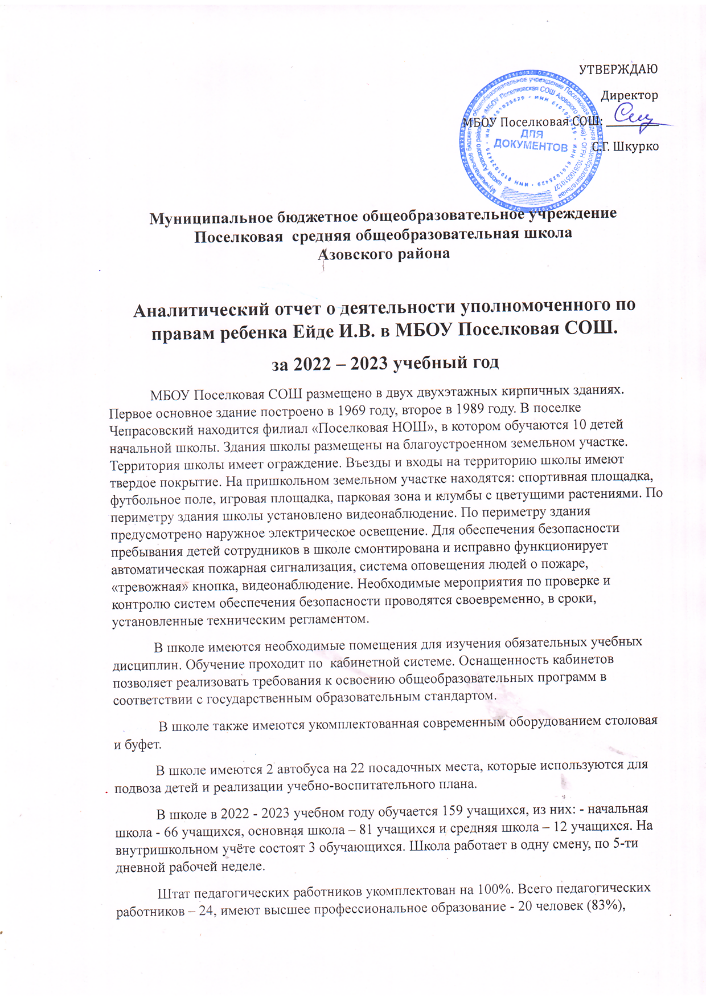 УТВЕРЖДАЮ
Директор
МБОУ Поселковая СОШ: ________
С.Г. Шкурко
ДЛЯ
ДОКУМЕНТОВ
Муниципальное бюджетное общеобразовательное учреждение
Поселковая средняя общеобразовательная школа
Азовского района
Аналитический отчет о деятельности уполномоченного по
правам ребенка Ейде И.В. в МБОУ Поселковая СОШ.
за 2022 – 2023 учебный год
МБОУ Поселковая СОШ размещено в двух двухэтажных кирпичных зданиях.
Первое основное здание построено в 1969 году, второе в 1989 году. В поселке
Чепрасовский находится филиал «Поселковая НОШ», в котором обучаются 10 детей
начальной школы. Здания школы размещены на благоустроенном земельном участке.
Территория школы имеет ограждение. Въезды и входы на территорию школы имеют
твердое покрытие. На пришкольном земельном участке находятся: спортивная площадка,
футбольное поле, игровая площадка, парковая зона и клумбы с цветущими растениями. По
периметру здания школы установлено видеонаблюдение. По периметру здания
предусмотрено наружное электрическое освещение. Для обеспечения безопасности
пребывания детей сотрудников в школе смонтирована и исправно функционирует
автоматическая пожарная сигнализация, система оповещения людей о пожаре,
«тревожная» кнопка, видеонаблюдение. Необходимые мероприятия по проверке и
контролю систем обеспечения безопасности проводятся своевременно, в сроки,
установленные техническим регламентом.
В школе имеются необходимые помещения для изучения обязательных учебных
дисциплин. Обучение проходит по кабинетной системе. Оснащенность кабинетов
позволяет реализовать требования к освоению общеобразовательных программ в
соответствии с государственным образовательным стандартом.
В школе также имеются укомплектованная современным оборудованием столовая
и буфет.
В школе имеются 2 автобуса на 22 посадочных места, которые используются для
подвоза детей и реализации учебно-воспитательного плана.
В школе в 2022 - 2023 учебном году обучается 159 учащихся, из них: - начальная
школа - 66 учащихся, основная школа – 81 учащихся и средняя школа – 12 учащихся. На
внутришкольном учёте состоят 3 обучающихся. Школа работает в одну смену, по 5-ти
дневной рабочей неделе.
Штат педагогических работников укомплектован на 100%. Всего педагогических
работников – 24, имеют высшее профессиональное образование - 20 человек (83%),